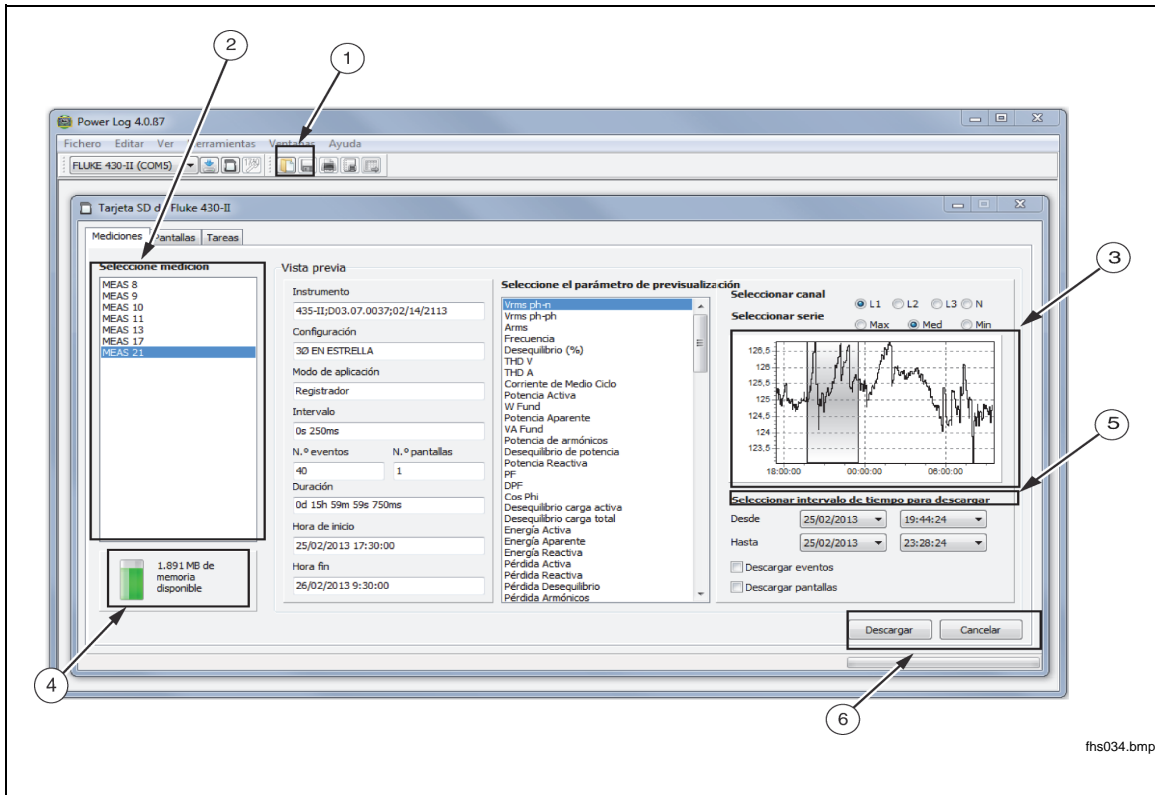 2
1
Power Log 4.0.ß7
Fichero Editar Ver Herramientas Ventanas Ayuda
FLUKE 430-II (COM5)
Tarjeta SD de Fluke 430-II
Mediciones Pantallas Tareas
Seleccione medición
MEAS 8
MEAS 9
MEAS 10
MEAS 11
MEAS 13
MEAS 17
MEAS 21
1.891 MB de
memoria
disponible
4
Vista previa
Instrumento
435-II;D03.07.0037;02/14/2113
Configuración
3Ø EN ESTRELLA
Modo de aplicación
Registrador
Intervalo
0s 250ms
N.º eventos N.º pantallas
40 1
Duración
0d 15h 59m 59s 750ms
Hora de inicio
25/02/2013 17:30:00
Hora fin
26/02/2013 9:30:00
Seleccione el parámetro de previsualización
Vrms ph-n
Vrms ph-ph
Arms
Frecuencia
Desequilibrio (%)
THD V
THD A
Corriente de Medio Ciclo
Potencia Activa
W Fund
Potencia Aparente
VA Fund
Potencia de armónicos
Desequilibrio de potencia
Potencia Reactiva
PF
DPF
Cos Phi
Desequilibrio carga activa
Desequilibrio carga total
Energía Activa
Energía Aparente
Energía Reactiva
Pérdida Activa
Pérdida Reactiva
Pérdida Desequilibrio
Pérdida Armónicos
Seleccionar canal
L1 L2 L3 N
Seleccionar serie
Max Med Min
3
126,5
126
125,5
125
124,5
124
123,5
18:00:00 00:00:00 06:00:00
5
Seleccionar intervalo de tiempo para descargar
Desde 25/02/2013 19:44:24
Hasta 25/02/2013 23:28:24
Descargar eventos
Descargar pantallas
Descargar Cancelar
6
fhs034.bmp